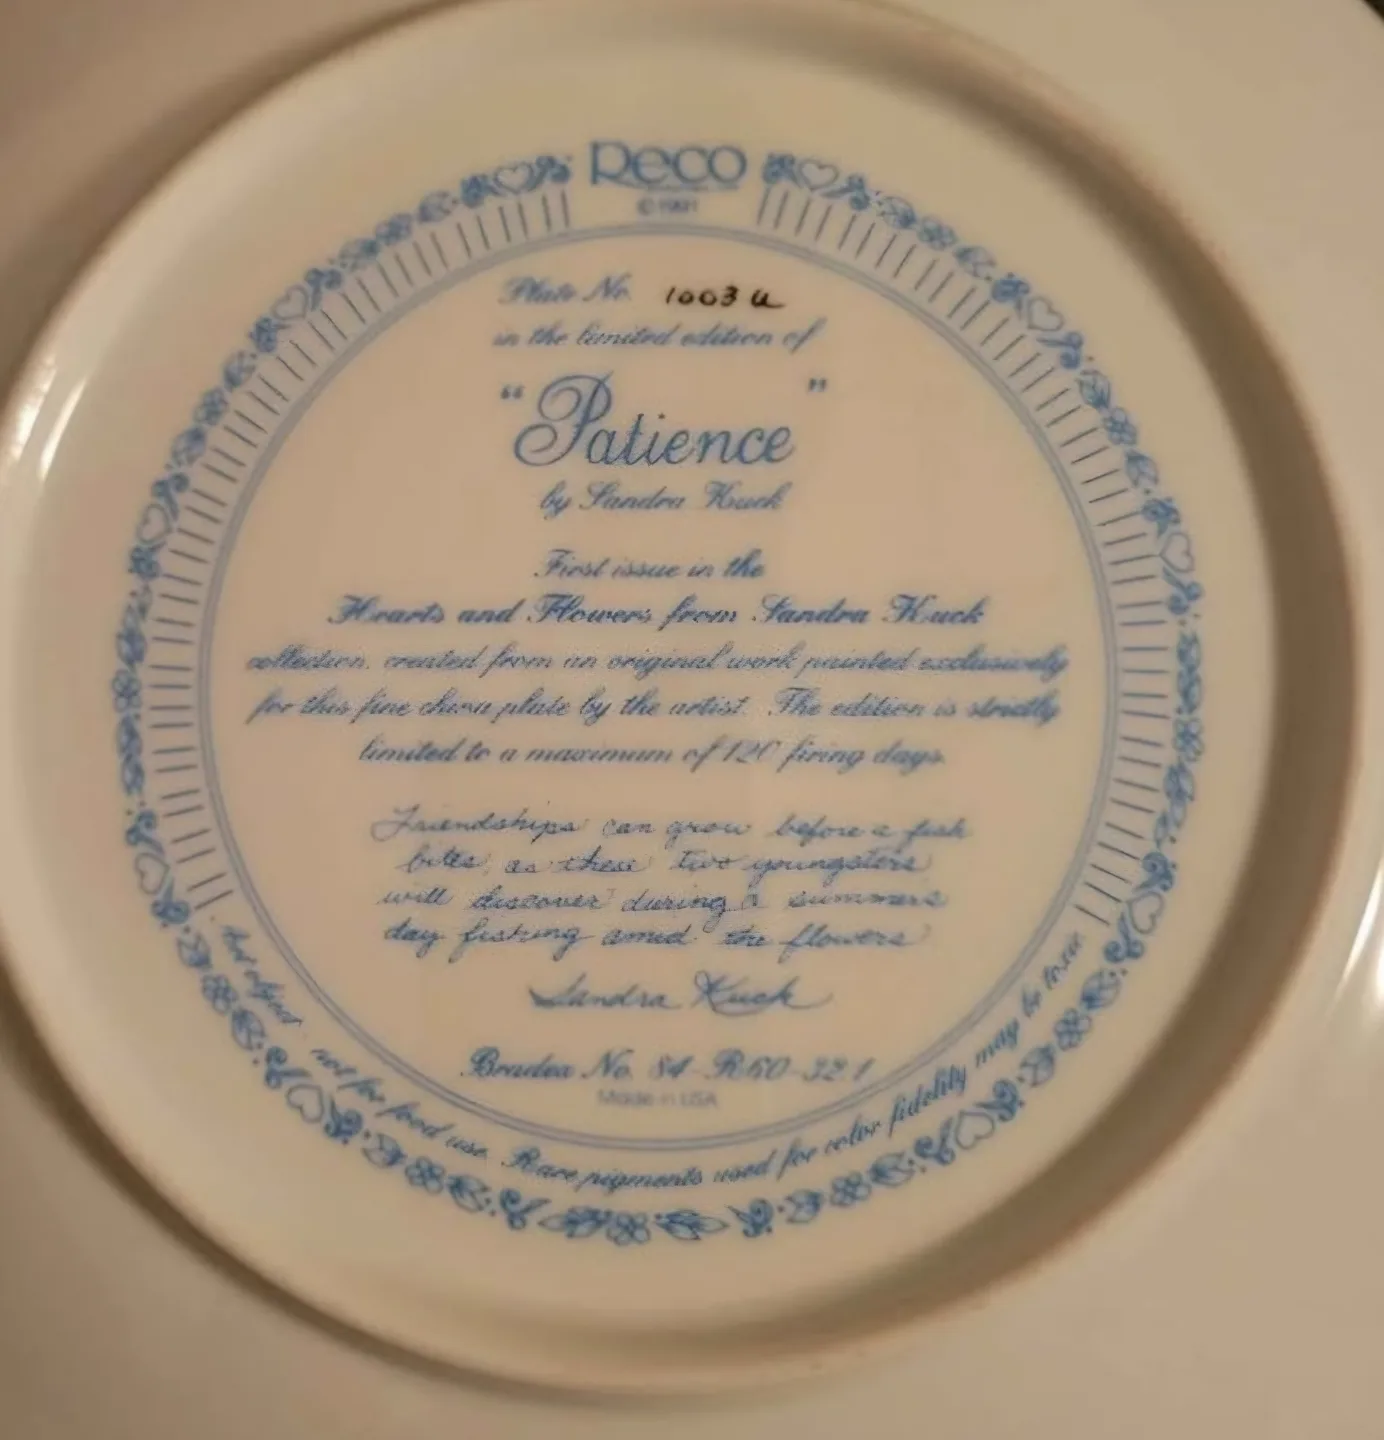 Reco
© 1991
Plate No. 1003 U
in the limited edition of
"Patience"
by Sandra Kuck
First issue in the
Hearts and Flowers from Sandra Kuck
collection, created from an original work painted exclusively
for this fine china plate by the artist. The edition is strictly
limited to a maximum of 120 firing days.
Friendships can grow before a fish
bites, as these two youngsters
will discover during a summers
day fishing amid the flowers
Sandra Kuck
Bradex No. 84-R60-32.1
Made in USA
Art object not for food use. Rare pigments used for color fidelity may be toxic